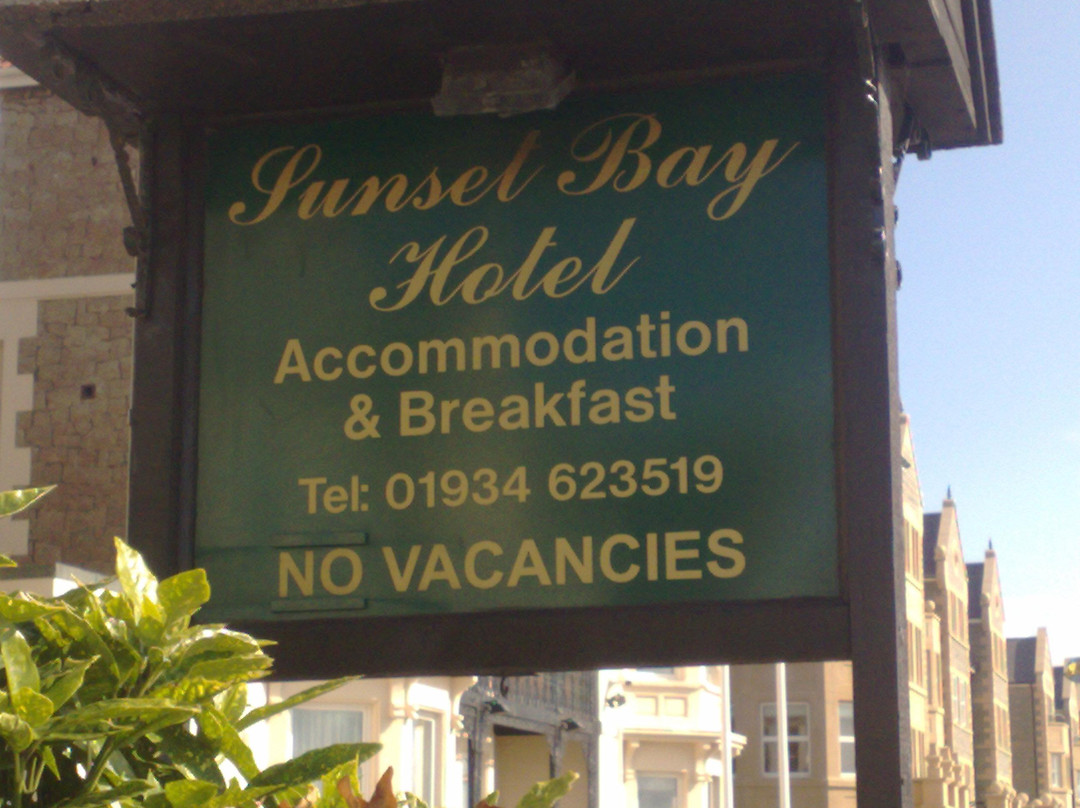 Sunset Bay
Hotel
Accommodation
& Breakfast
Tel: 01934 623519
NO VACANCIES